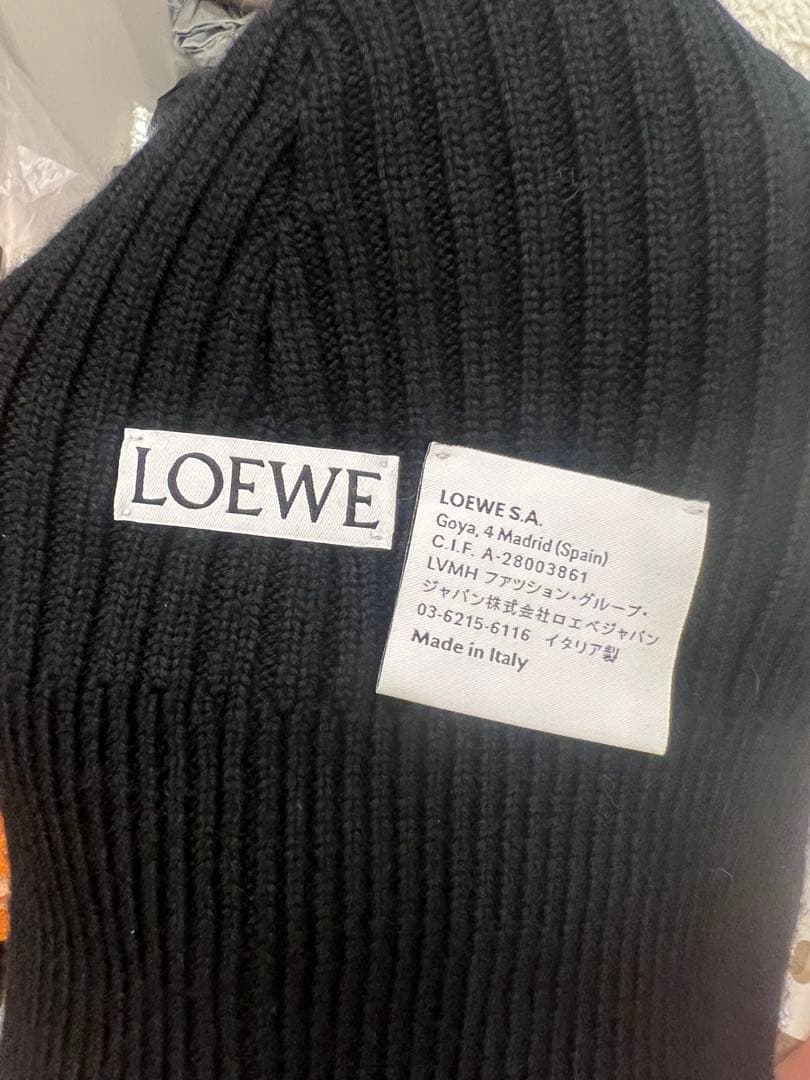 LOEWE
LOEWE S.A.
Goya, 4 Madrid (Spain)
C.I.F. A-28003861
LVMH ファッション・グループ・
ジャパン株式会社ロエベジャパン
03-6215-6116 イタリア製
Made in Italy